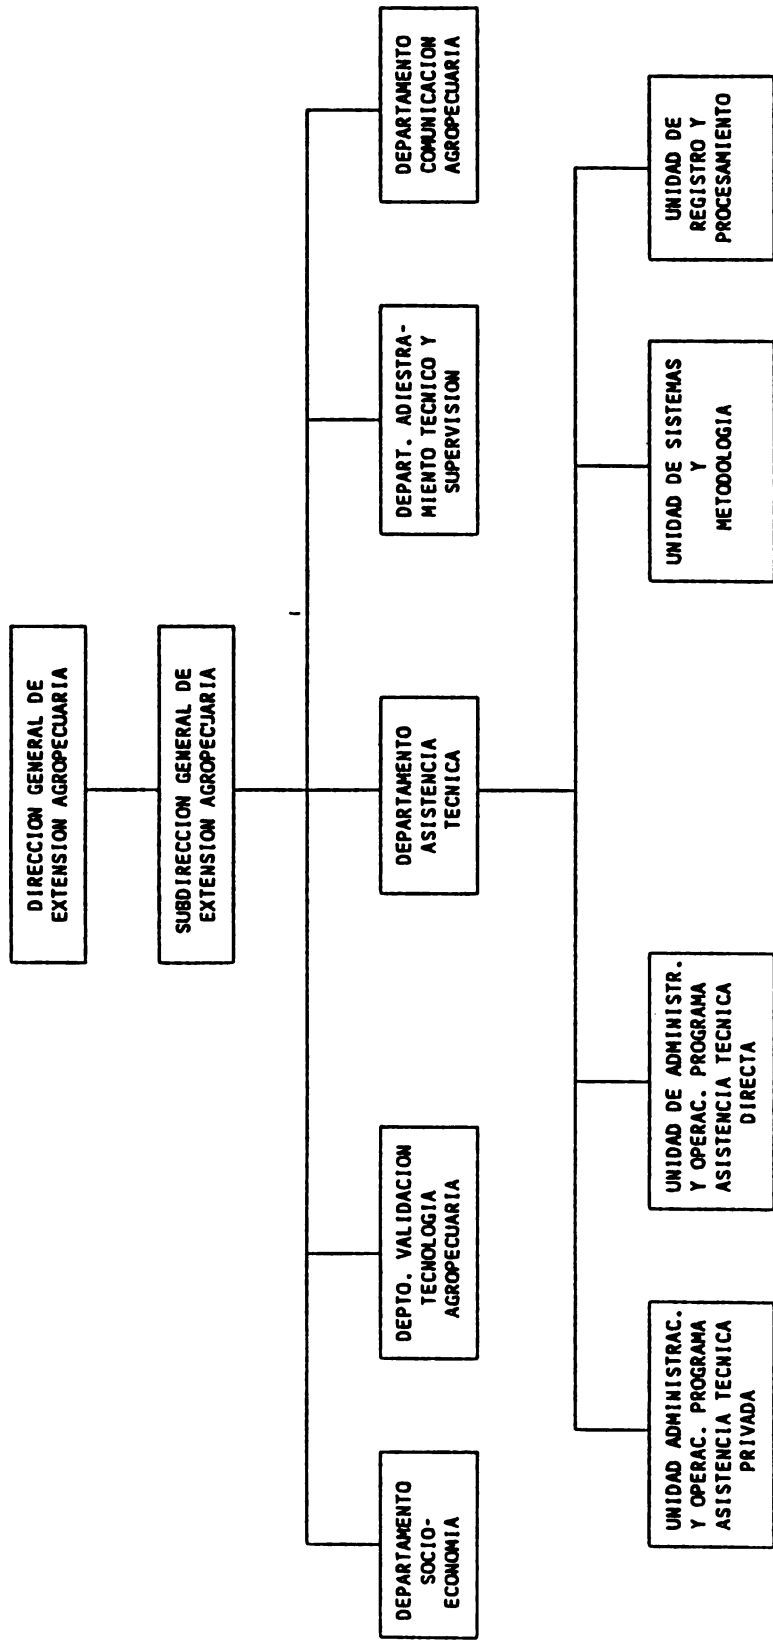 DIRECCION GENERAL DE
EXTENSION AGROPECUARIA
SUBDIRECCION GENERAL DE
EXTENSION AGROPECUARIA
DEPARTAMENTO
SOCIO-
ECONOMIA
DEPTO. VALIDACION
TECNOLOGIA
AGROPECUARIA
DEPARTAMENTO
ASISTENCIA
TECNICA
DEPART. ADIESTRA-
MIENTO TECNICO Y
SUPERVISION
DEPARTAMENTO
COMUNICACION
AGROPECUARIA
UNIDAD ADMINISTRAC.
Y OPERAC. PROGRAMA
ASISTENCIA TECNICA
PRIVADA
UNIDAD DE ADMINISTR.
Y OPERAC. PROGRAMA
ASISTENCIA TECNICA
DIRECTA
UNIDAD DE SISTEMAS
Y
METODOLOGIA
UNIDAD DE
REGISTRO Y
PROCESAMIENTO